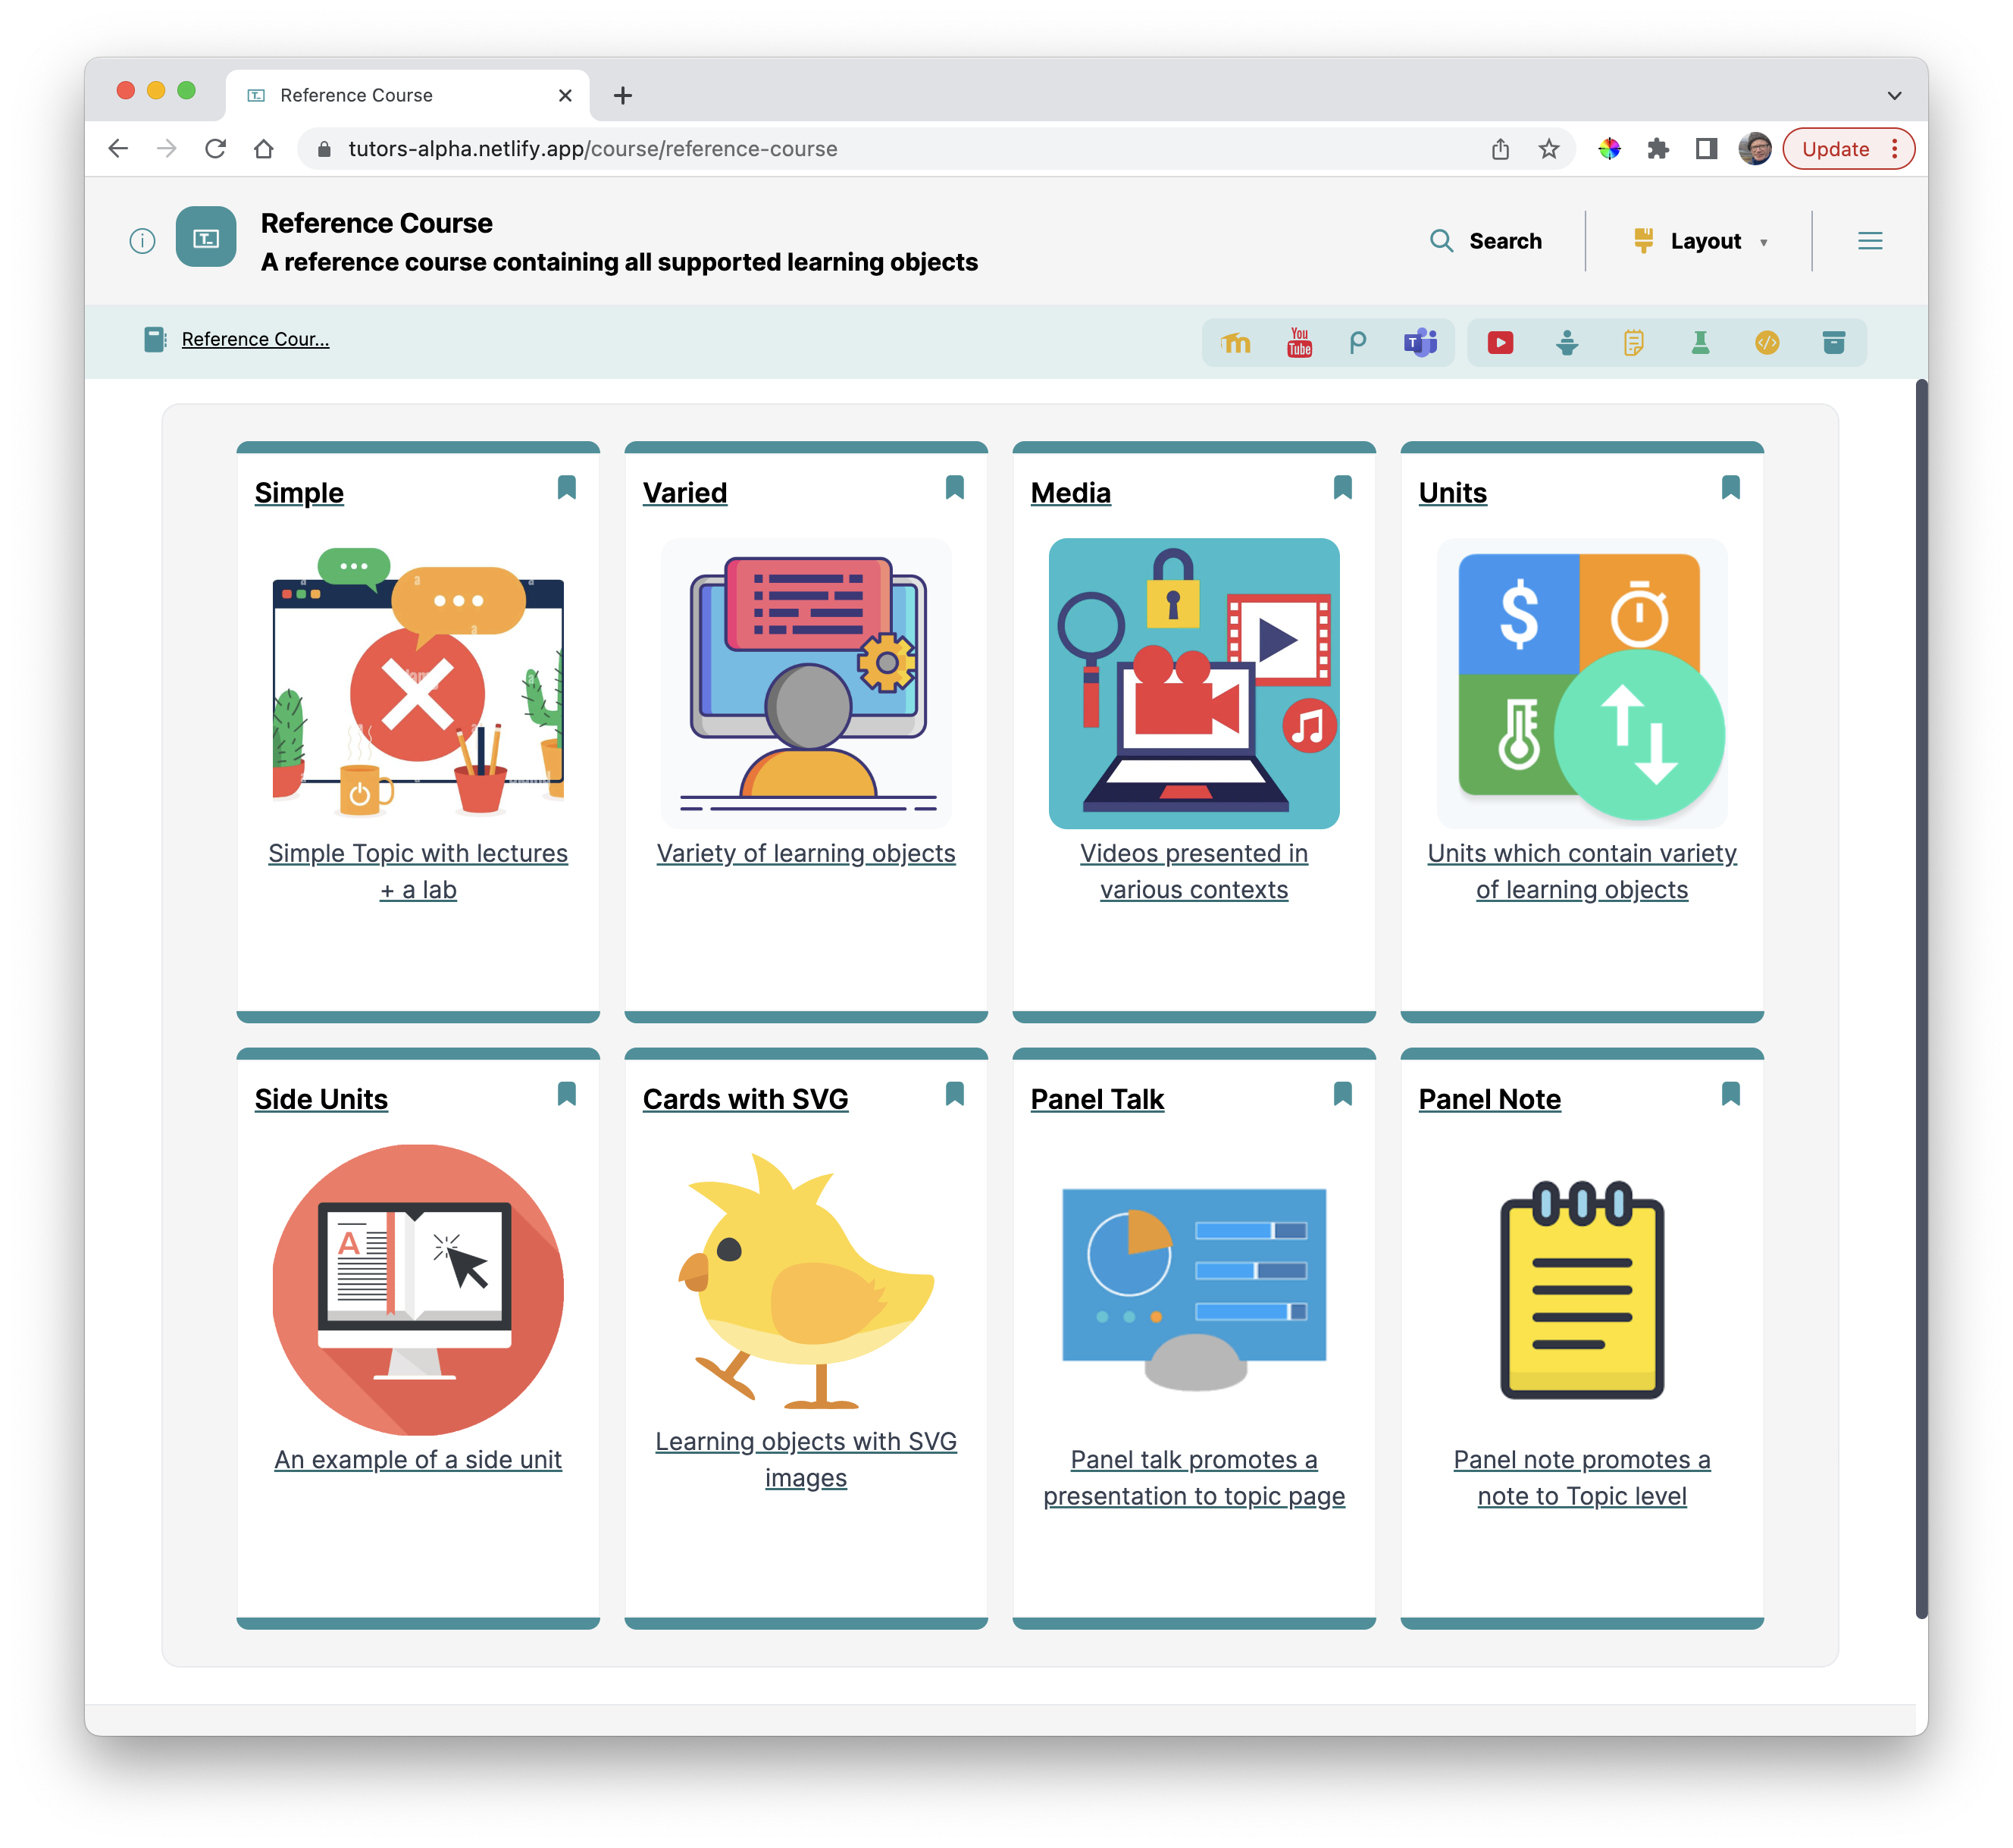 Reference Course
tutors-alpha.netlify.app/course/reference-course
Update
T_
Reference Course
A reference course containing all supported learning objects
Search
Layout
Reference Cour...
You
Tube
T
Simple
Varied
Media
Units
$
Simple Topic with lectures
+ a lab
Variety of learning objects
Videos presented in
various contexts
Units which contain variety
of learning objects
Side Units
Cards with SVG
Panel Talk
Panel Note
A
An example of a side unit
Learning objects with SVG
images
Panel talk promotes a
presentation to topic page
Panel note promotes a
note to Topic level